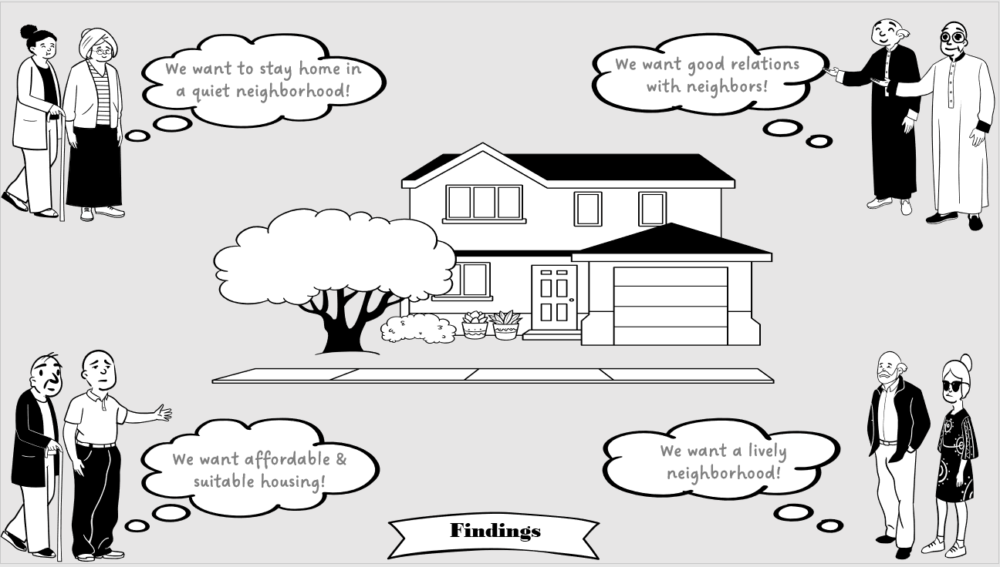 We want to stay home in
a quiet neighborhood!
We want good relations
with neighbors!
We want affordable &
suitable housing!
We want a lively
neighborhood!
Findings